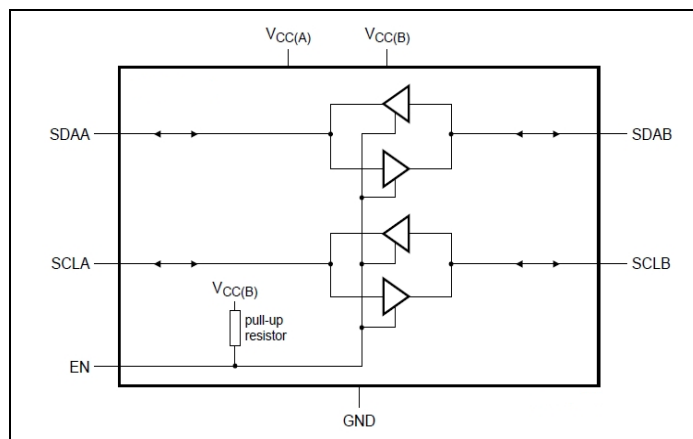 VCC(A) VCC(B)
SDAA SDAB
SCLA SCLB
VCC(B)
pull-up
resistor
EN
GND